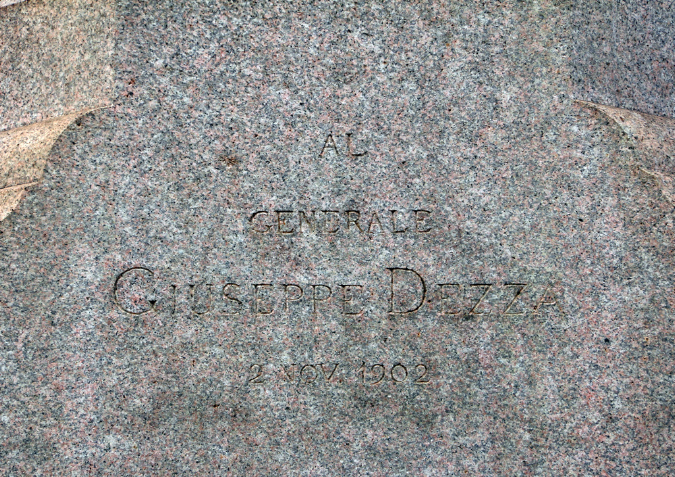 AL
GENERALE
GIUSEPPE DEZZA
2 NOV. 1902